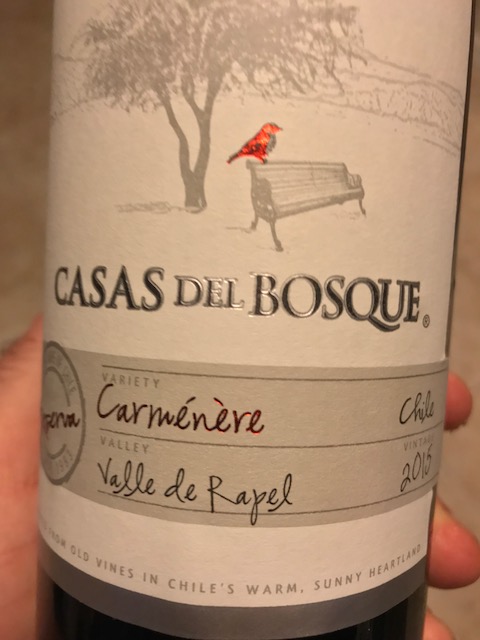 CASAS DEL BOSQUE®
VARIETY
Carménère
Chile
VALLEY
Valle de Rapel
VINTAGE
2015
FROM OLD VINES IN CHILE'S WARM, SUNNY HEARTLAND